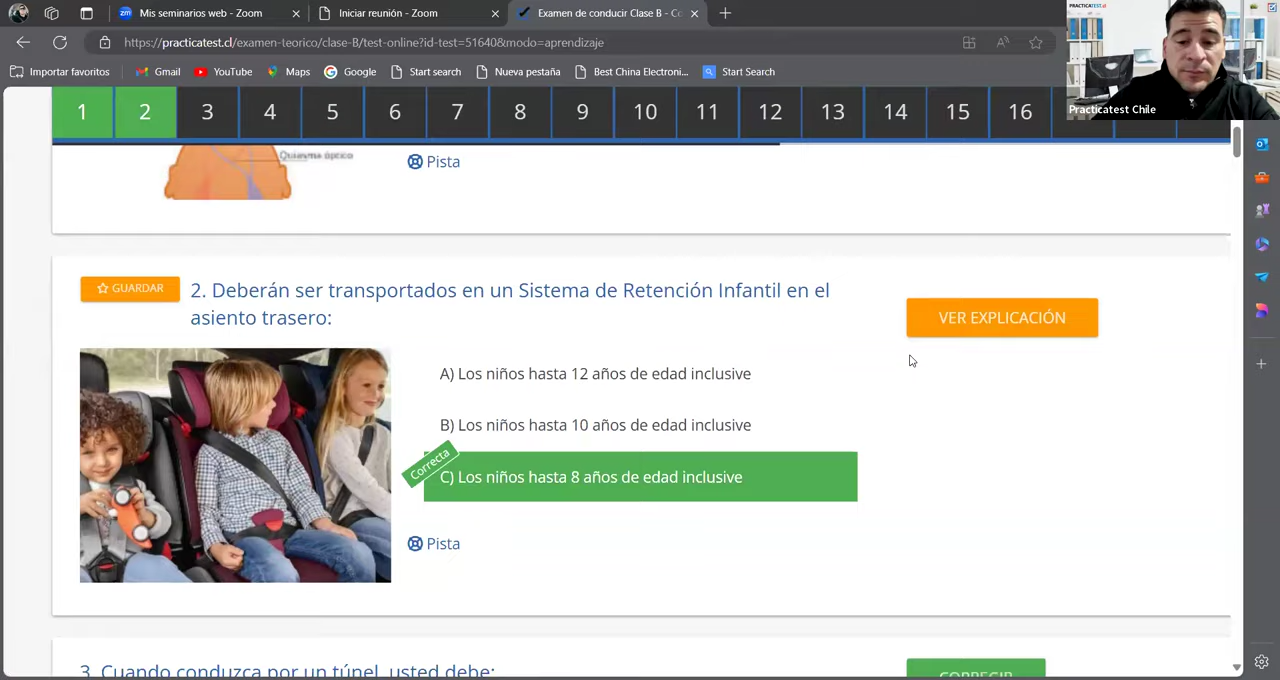 Mis seminarios web - Zoom
Iniciar reunión - Zoom
Examen de conducir Clase B - Co
https://practicatest.cl/examen-teorico/clase-B/test-online?id-test=51640&modo=aprendizaje
Importar favoritos
Gmail
YouTube
Maps
Google
Start search
Nueva pestaña
Best China Electroni...
Start Search
PRACTICATEST.cl
Practicatest Chile
1 2 3 4 5 6 7 8 9 10 11 12 13 14 15 16
Quiasma óptico
Pista
GUARDAR
2. Deberán ser transportados en un Sistema de Retención Infantil en el
asiento trasero:
VER EXPLICACIÓN
A) Los niños hasta 12 años de edad inclusive
B) Los niños hasta 10 años de edad inclusive
Correcta
C) Los niños hasta 8 años de edad inclusive
Pista
3. Cuando conduzca por un túnel, usted debe:
CORREGIR